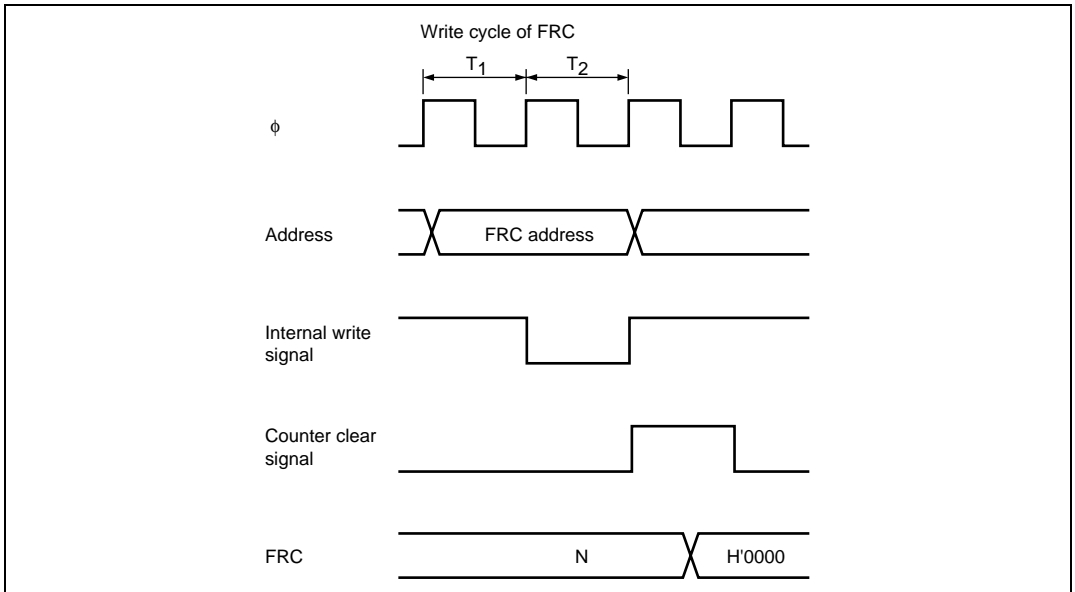 Write cycle of FRC
T1 T2
ϕ
Address
FRC address
Internal write
signal
Counter clear
signal
FRC
N
H'0000